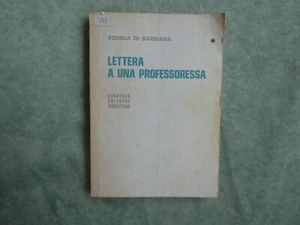 SCUOLA DI BARBIANA
LETTERA
A UNA PROFESSORESSA
LIBRERIA
EDITRICE
FIORENTINA